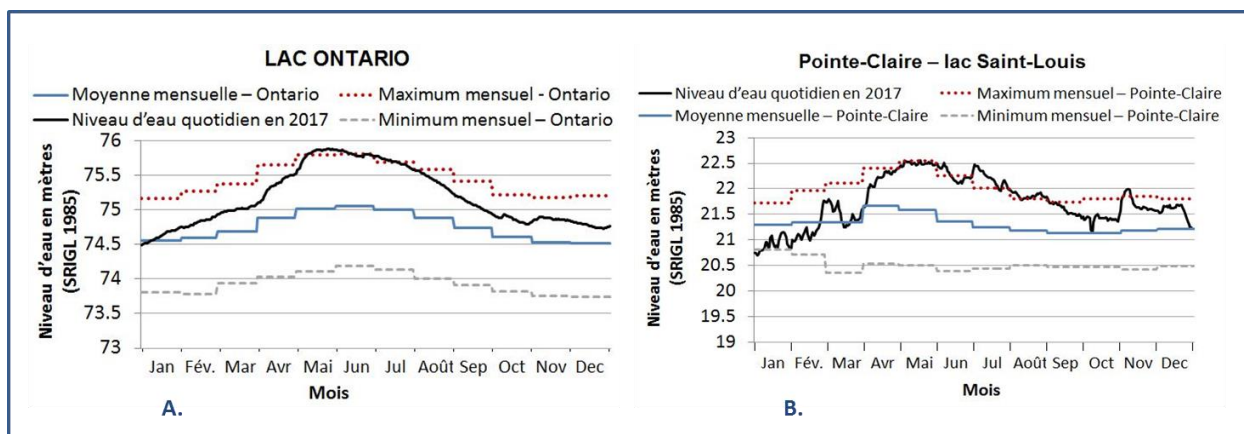 LAC ONTARIO
Moyenne mensuelle – Ontario
Maximum mensuel - Ontario
Niveau d'eau quotidien en 2017
Minimum mensuel – Ontario
Niveau d'eau en mètres
(SRIGL 1985)
76
75.5
75
74.5
74
73.5
73
Jan Fév. Mar Avr Mai Jun Jul Août Sep Oct Nov Dec
Mois
A.
Pointe-Claire – lac Saint-Louis
Niveau d'eau quotidien en 2017
Maximum mensuel – Pointe-Claire
Moyenne mensuelle – Pointe-Claire
Minimum mensuel – Pointe-Claire
Niveau d'eau en mètres
(SRIGL 1985)
23
22.5
22
21.5
21
20.5
20
19.5
19
Jan Fév. Mar Avr Mai Jun Jul Août Sep Oct Nov Dec
Mois
B.